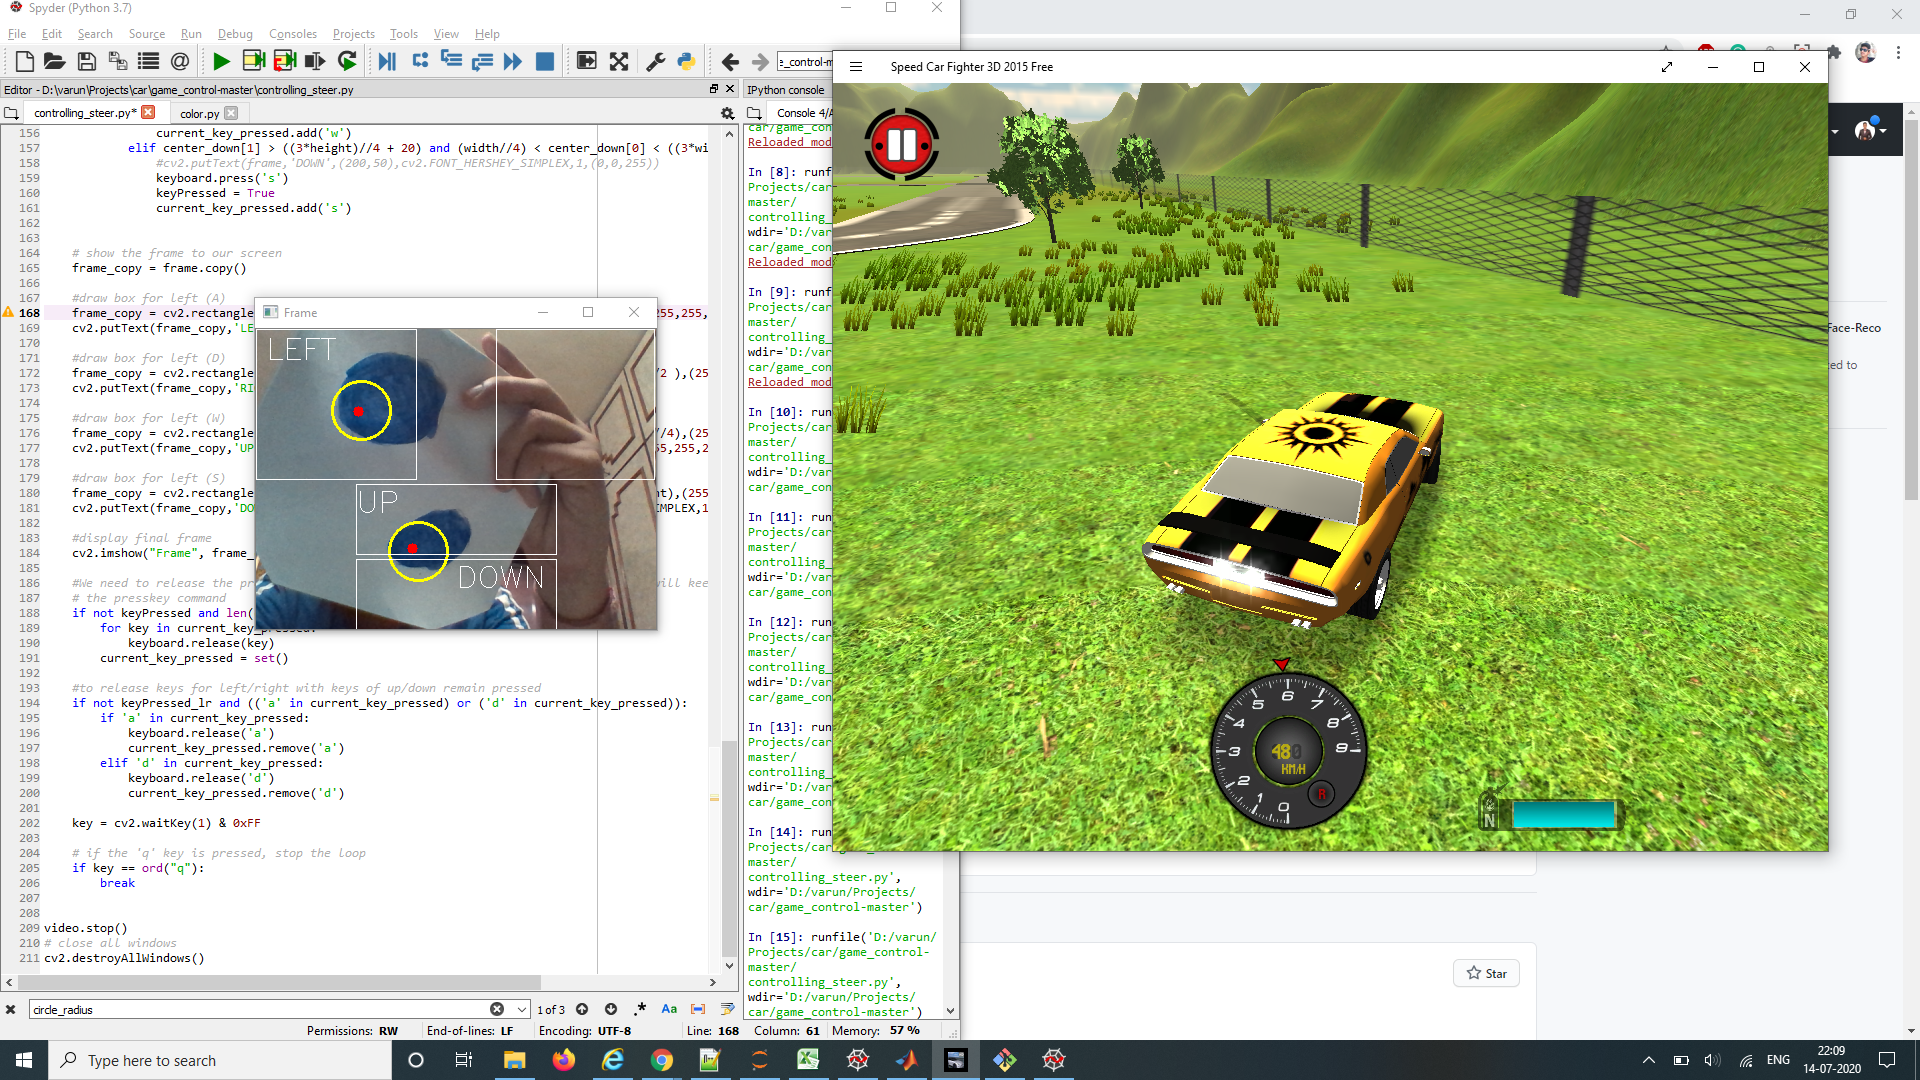 Spyder (Python 3.7)
File Edit Search Source Run Debug Consoles Projects Tools View Help
Editor - D:\varun\Projects\car\game_control-master\controlling_steer.py
controlling_steer.py* color.py
156 current_key_pressed.add('w')
157 elif center_down[1] > ((3*height)//4 + 20) and (width//4) < center_down[0] < ((3*wi
158 #cv2.putText(frame,'DOWN',(200,50),cv2.FONT_HERSHEY_SIMPLEX,1,(0,0,255))
159 keyboard.press('s')
160 keyPressed = True
161 current_key_pressed.add('s')
162
163
164 # show the frame to our screen
165 frame_copy = frame.copy()
166
167 #draw box for left (A)
168 frame_copy = cv2.rectangle 255,255,
169 cv2.putText(frame_copy,'LE
170
171 #draw box for left (D)
172 frame_copy = cv2.rectangle /2 ),(25
173 cv2.putText(frame_copy,'RI
174
175 #draw box for left (W)
176 frame_copy = cv2.rectangle /4),(25
177 cv2.putText(frame_copy,'UP 55,255,2
178
179 #draw box for left (S)
180 frame_copy = cv2.rectangle nt),(255
181 cv2.putText(frame_copy,'DO IMPLEX,1
182
183 #display final frame
184 cv2.imshow("Frame", frame_
185
186 #We need to release the pr will kee
187 # the presskey command
188 if not keyPressed and len(
189 for key in current_key_pressed:
190 keyboard.release(key)
191 current_key_pressed = set()
192
193 #to release keys for left/right with keys of up/down remain pressed
194 if not keyPressed_lr and (('a' in current_key_pressed) or ('d' in current_key_pressed)):
195 if 'a' in current_key_pressed:
196 keyboard.release('a')
197 current_key_pressed.remove('a')
198 elif 'd' in current_key_pressed:
199 keyboard.release('d')
200 current_key_pressed.remove('d')
201
202 key = cv2.waitKey(1) & 0xFF
203
204 # if the 'q' key is pressed, stop the loop
205 if key == ord("q"):
206 break
207
208
209 video.stop()
210 # close all windows
211 cv2.destroyAllWindows()
circle_radius
1 of 3
Aa
Permissions: RW End-of-lines: LF Encoding: UTF-8 Line: 168 Column: 61 Memory: 57 %
Frame
LEFT
UP
DOWN
e_control-m
IPython console
Console 4/A
car/game_con
Reloaded mod
In [8]: runf
Projects/car
master/
controlling_
wdir='D:/var
car/game_con
Reloaded mod
In [9]: runf
Projects/car
master/
controlling_
wdir='D:/var
car/game_con
Reloaded mod
In [10]: run
Projects/car
master/
controlling_
wdir='D:/var
car/game_con
In [11]: run
Projects/car
master/
controlling_
wdir='D:/var
car/game_con
In [12]: run
Projects/car
master/
controlling_
wdir='D:/var
car/game_con
In [13]: run
Projects/car
master/
controlling_
wdir='D:/var
car/game_con
In [14]: run
Projects/car
master/
controlling_steer.py',
wdir='D:/varun/Projects/
car/game_control-master')
In [15]: runfile('D:/varun/
Projects/car/game_control-
master/
controlling_steer.py',
wdir='D:/varun/Projects/
car/game_control-master')
Speed Car Fighter 3D 2015 Free
0 1 2 3 4 5 6 7 8 9
480
KM/H
R
N
Face-Reco
ted to
Star
Type here to search
ENG
22:09
14-07-2020